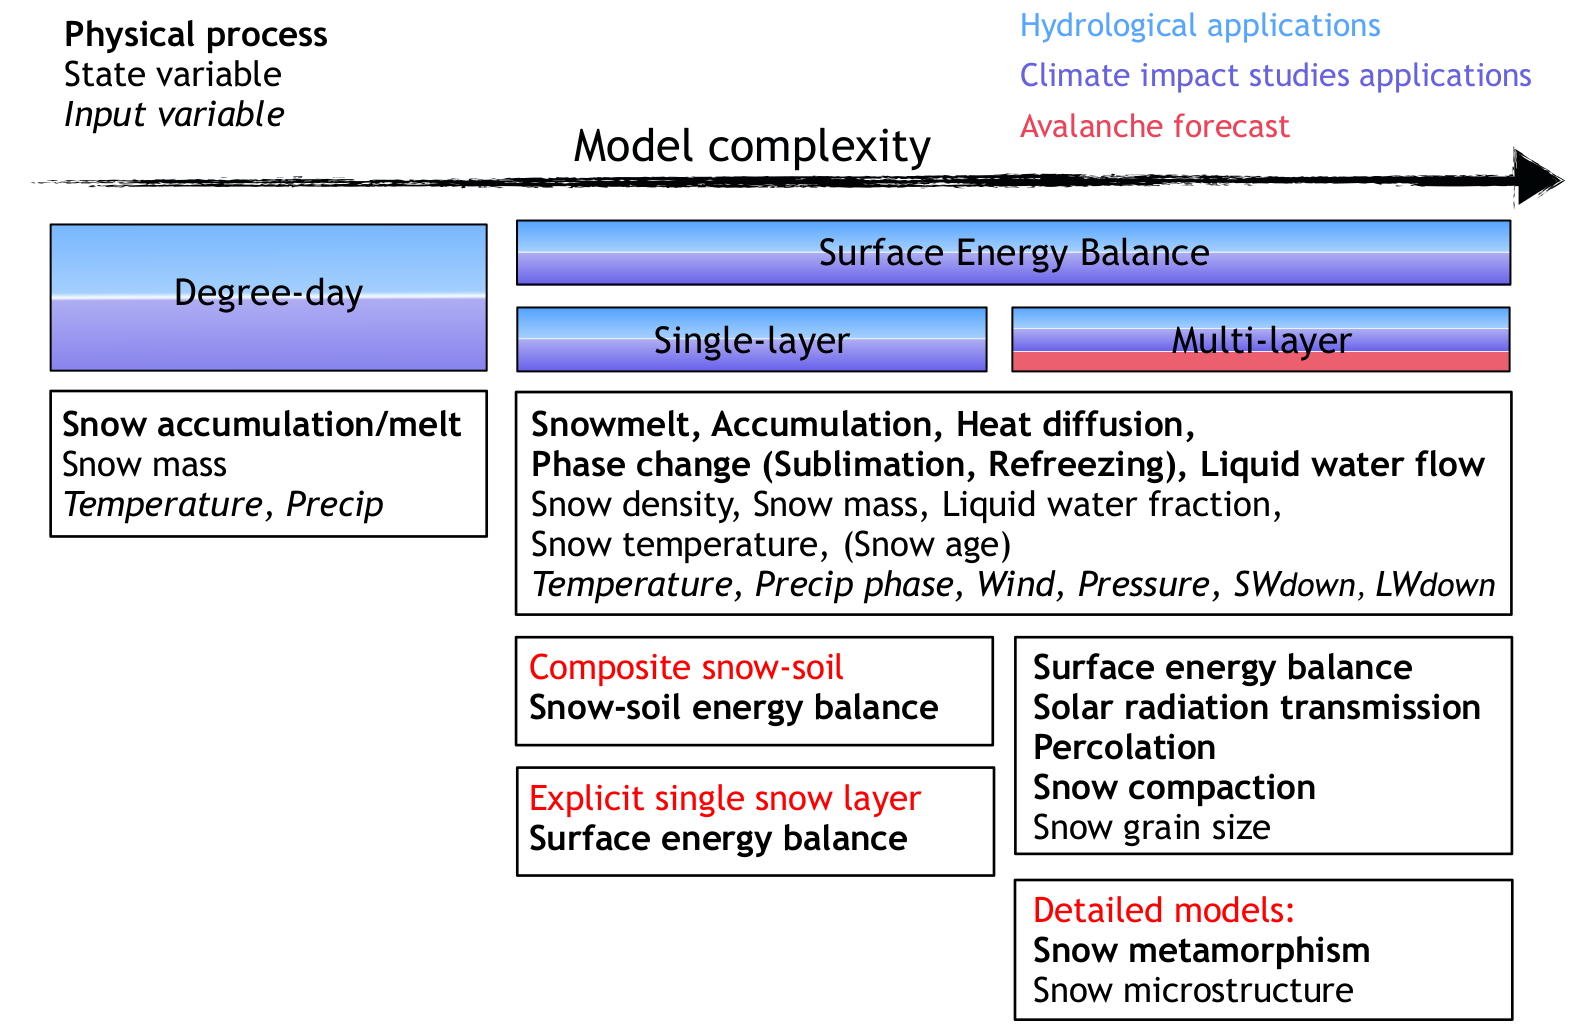 Physical process
State variable
Input variable
Hydrological applications
Climate impact studies applications
Avalanche forecast
Model complexity
Degree-day
Surface Energy Balance
Single-layer
Multi-layer
Snow accumulation/melt
Snow mass
Temperature, Precip
Snowmelt, Accumulation, Heat diffusion,
Phase change (Sublimation, Refreezing), Liquid water flow
Snow density, Snow mass, Liquid water fraction,
Snow temperature, (Snow age)
Temperature, Precip phase, Wind, Pressure, SWdown, LWdown
Composite snow-soil
Snow-soil energy balance
Explicit single snow layer
Surface energy balance
Surface energy balance
Solar radiation transmission
Percolation
Snow compaction
Snow grain size
Detailed models:
Snow metamorphism
Snow microstructure